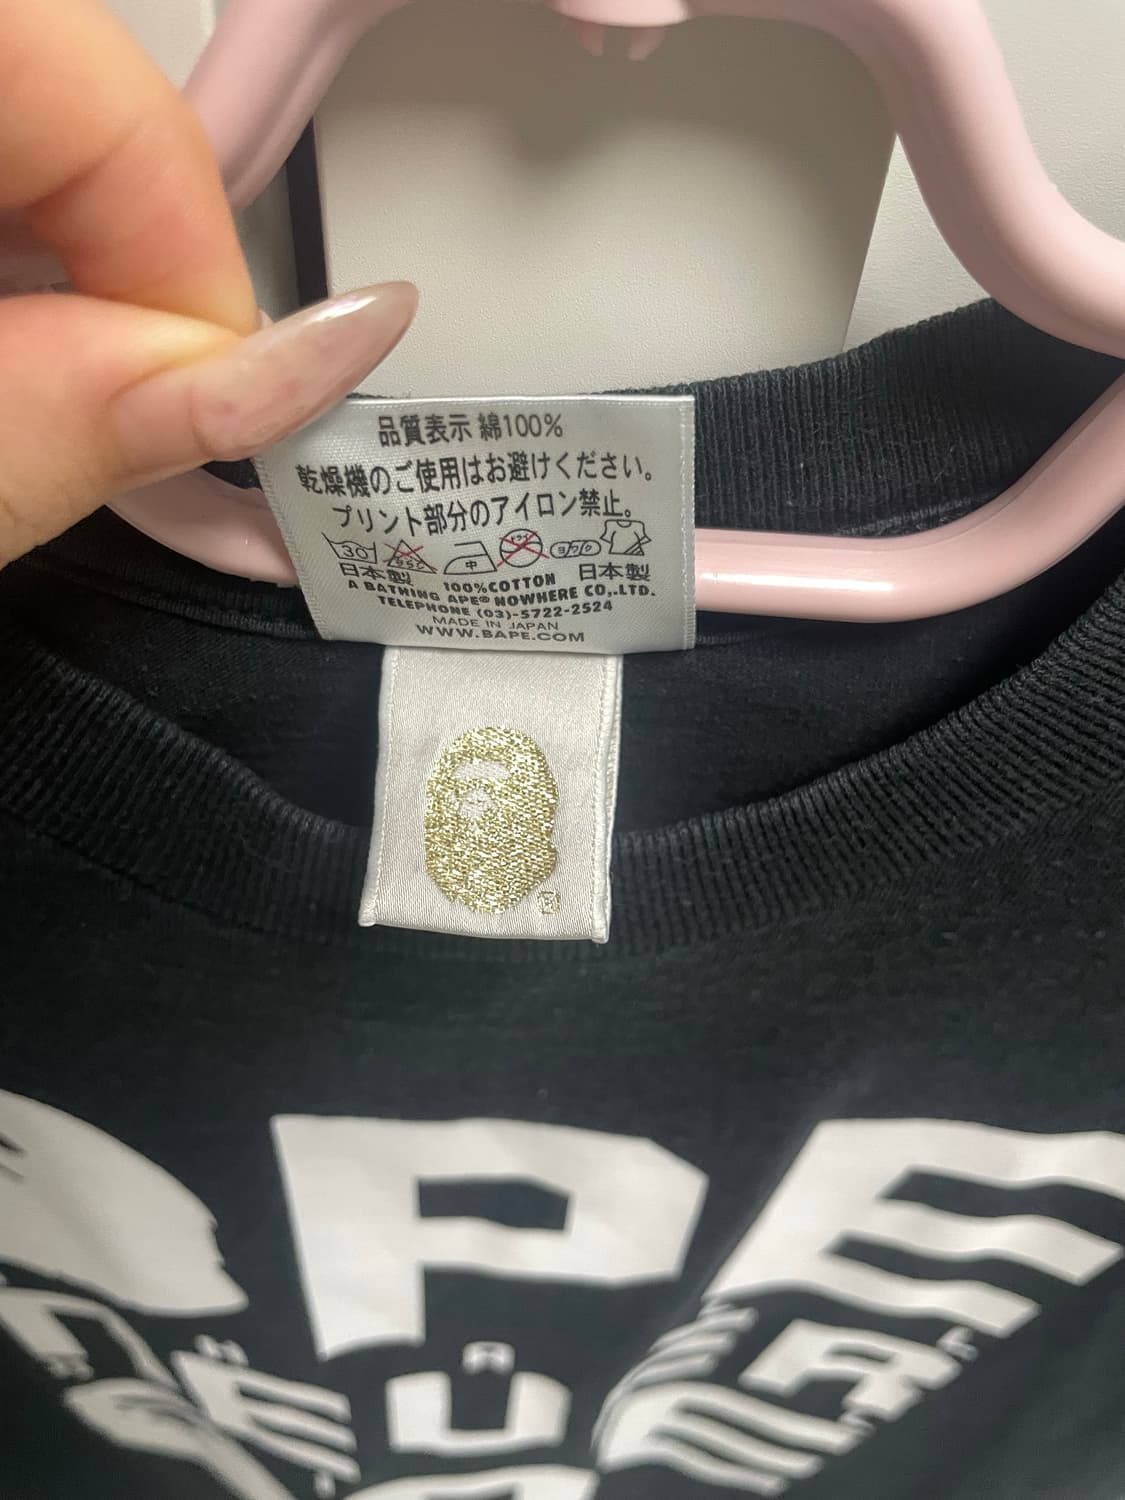 品質表示 綿100%
乾燥機のご使用はお避けください。
プリント部分のアイロン禁止。
30 中 ヨワク
日本製 100%COTTON 日本製
A BATHING APE® NOWHERE CO,.LTD.
TELEPHONE (03)-5722-2524
MADE IN JAPAN
WWW.BAPE.COM
P E